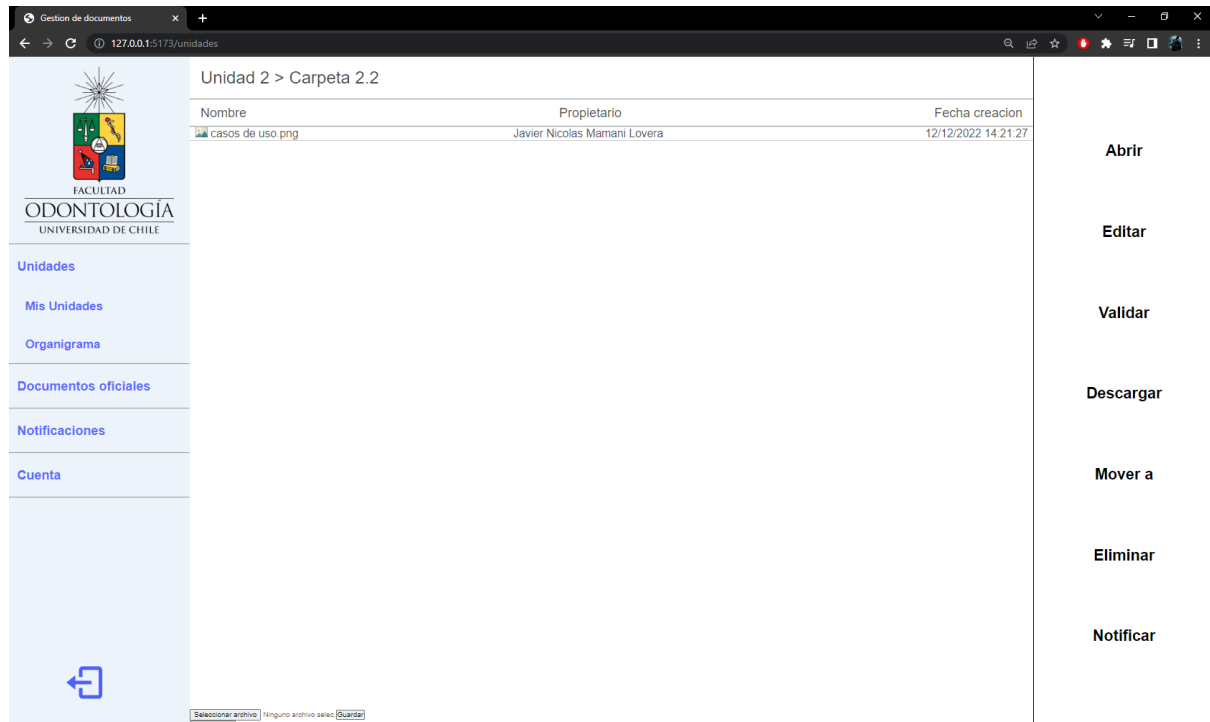 Gestion de documentos
127.0.0.1:5173/unidades
FACULTAD
ODONTOLOGÍA
UNIVERSIDAD DE CHILE
Unidades
Mis Unidades
Organigrama
Documentos oficiales
Notificaciones
Cuenta
Unidad 2 > Carpeta 2.2
Nombre Propietario Fecha creacion
casos de uso.png Javier Nicolas Mamani Lovera 12/12/2022 14:21:27
Seleccionar archivo Ninguno archivo selec. Guardar
Abrir
Editar
Validar
Descargar
Mover a
Eliminar
Notificar